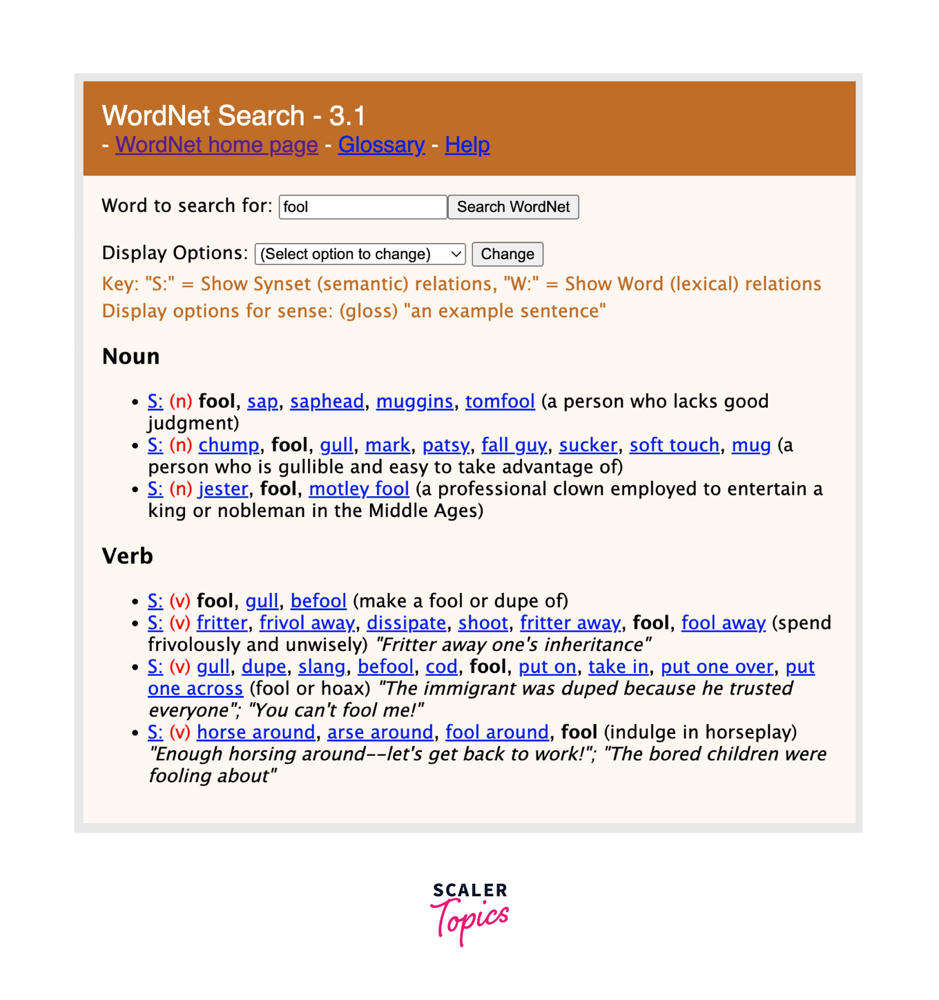 WordNet Search - 3.1
- WordNet home page - Glossary - Help
Word to search for: fool Search WordNet
Display Options: (Select option to change) Change
Key: "S:" = Show Synset (semantic) relations, "W:" = Show Word (lexical) relations
Display options for sense: (gloss) "an example sentence"
Noun
• S: (n) fool, sap, saphead, muggins, tomfool (a person who lacks good
judgment)
• S: (n) chump, fool, gull, mark, patsy, fall guy, sucker, soft touch, mug (a
person who is gullible and easy to take advantage of)
• S: (n) jester, fool, motley fool (a professional clown employed to entertain a
king or nobleman in the Middle Ages)
Verb
• S: (v) fool, gull, befool (make a fool or dupe of)
• S: (v) fritter, frivol away, dissipate, shoot, fritter away, fool, fool away (spend
frivolously and unwisely) "Fritter away one's inheritance"
• S: (v) gull, dupe, slang, befool, cod, fool, put on, take in, put one over, put
one across (fool or hoax) "The immigrant was duped because he trusted
everyone"; "You can't fool me!"
• S: (v) horse around, arse around, fool around, fool (indulge in horseplay)
"Enough horsing around--let's get back to work!"; "The bored children were
fooling about"
SCALER
Topics